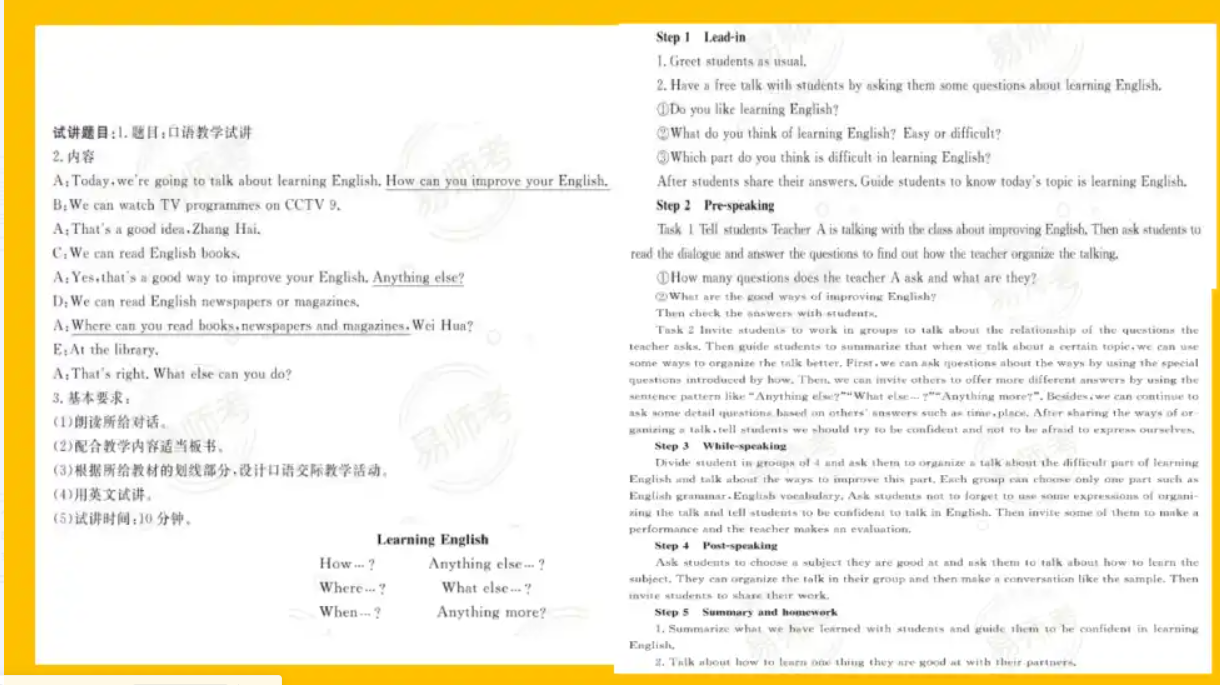 试讲题目:1.题目:口语教学试讲
2.内容
A:Today,we're going to talk about learning English. How can you improve your English.
B:We can watch TV programmes on CCTV 9.
A:That's a good idea,Zhang Hai.
C:We can read English books.
A:Yes,that's a good way to improve your English. Anything else?
D:We can read English newspapers or magazines.
A:Where can you read books,newspapers and magazines,Wei Hua?
E:At the library.
A:That's right. What else can you do?
3.基本要求:
(1)朗读所给对话。
(2)配合教学内容适当板书。
(3)根据所给教材的划线部分,设计口语交际教学活动。
(4)用英文试讲。
(5)试讲时间:10分钟。
Learning English
How…? Anything else…?
Where…? What else…?
When…? Anything more?
Step 1 Lead-in
1. Greet students as usual.
2. Have a free talk with students by asking them some questions about learning English.
①Do you like learning English?
②What do you think of learning English? Easy or difficult?
③Which part do you think is difficult in learning English?
After students share their answers. Guide students to know today's topic is learning English.
Step 2 Pre-speaking
Task 1 Tell students Teacher A is talking with the class about improving English. Then ask students to
read the dialogue and answer the questions to find out how the teacher organize the talking.
①How many questions does the teacher A ask and what are they?
②What are the good ways of improving English?
Then check the answers with students.
Task 2 Invite students to work in groups to talk about the relationship of the questions the
teacher asks. Then guide students to summarize that when we talk about a certain topic,we can use
some ways to organize the talk better. First,we can ask questions about the ways by using the special
questions introduced by how. Then, we can invite others to offer more different answers by using the
sentence pattern like "Anything else?""What else…?""Anything more?". Besides,we can continue to
ask some detail questions based on others' answers such as time,place. After sharing the ways of or-
ganizing a talk,tell students we should try to be confident and not to be afraid to express ourselves.
Step 3 While-speaking
Divide student in groups of 4 and ask them to organize a talk about the difficult part of learning
English and talk about the ways to improve this part. Each group can choose only one part such as
English grammar,English vocabulary. Ask students not to forget to use some expressions of organi-
zing the talk and tell students to be confident to talk in English. Then invite some of them to make a
performance and the teacher makes an evaluation.
Step 4 Post-speaking
Ask students to choose a subject they are good at and ask them to talk about how to learn the
subject. They can organize the talk in their group and then make a conversation like the sample. Then
invite students to share their work.
Step 5 Summary and homework
1. Summarize what we have learned with students and guide them to be confident in learning
English.
2. Talk about how to learn one thing they are good at with their partners.
易师考
易师考
易师考
易师考